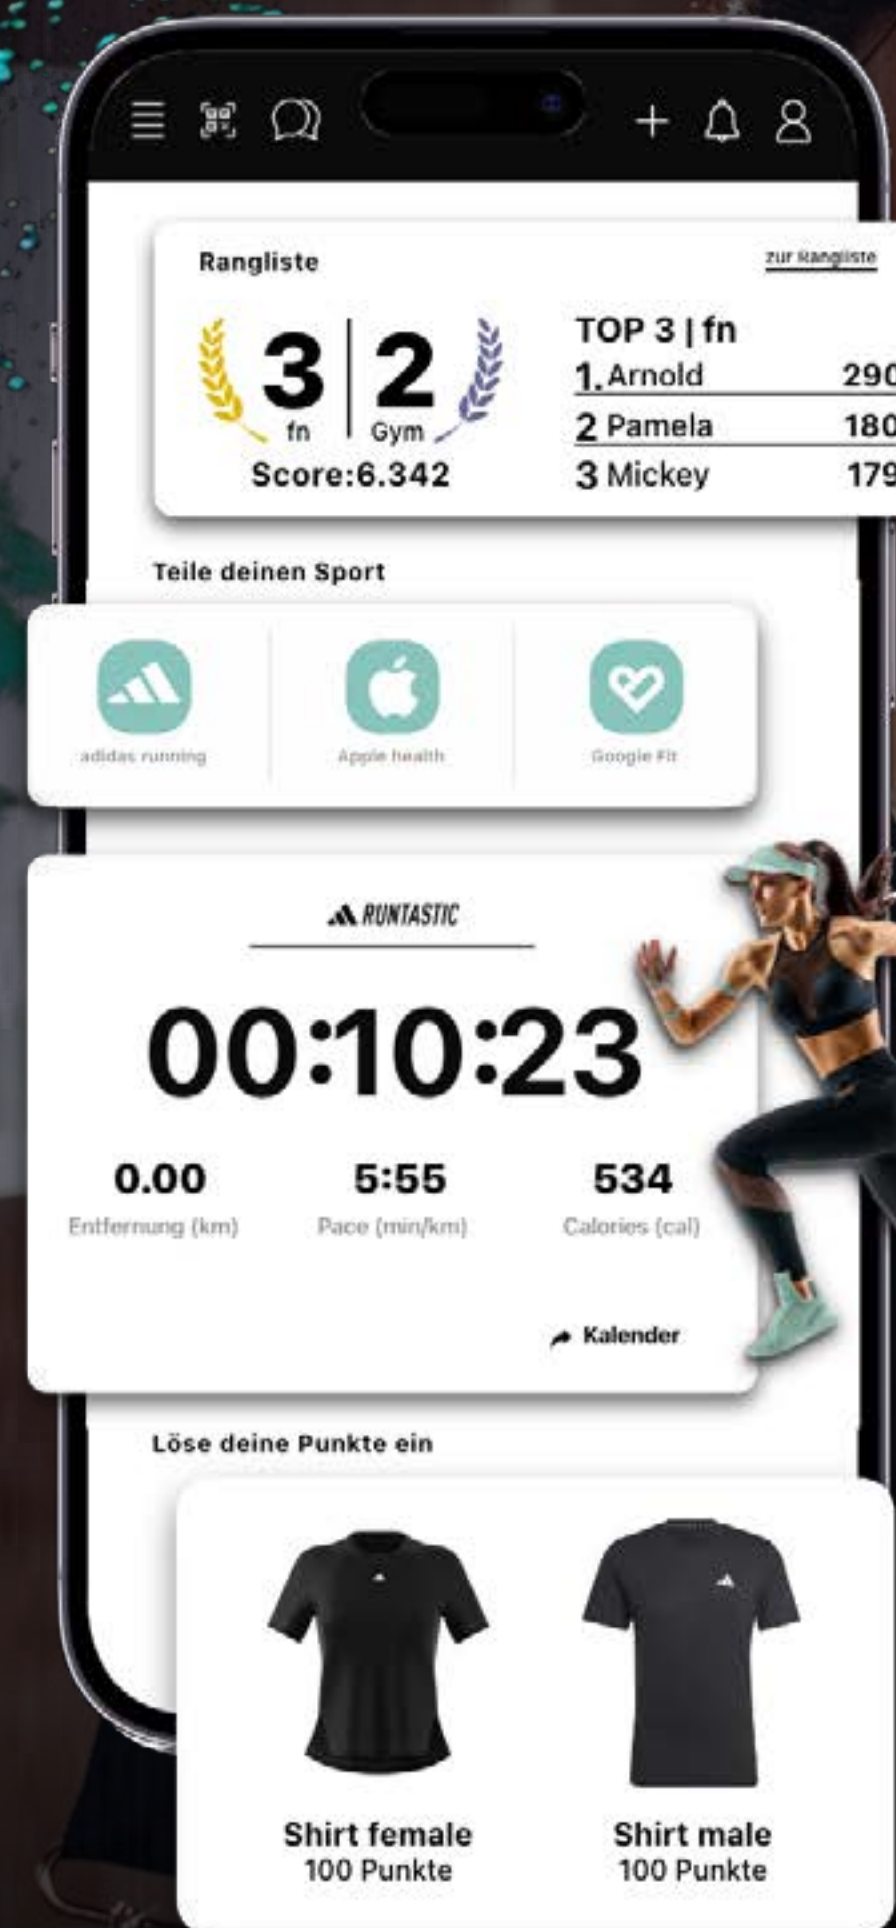 Rangliste
zur Rangliste
3 | 2
fn Gym
Score:6.342
TOP 3 | fn
1. Arnold 290
2 Pamela 180
3 Mickey 179
Teile deinen Sport
adidas running
Apple health
Google Fit
RUNTASTIC
00:10:23
0.00 5:55 534
Entfernung (km) Pace (min/km) Calories (cal)
Kalender
Löse deine Punkte ein
Shirt female Shirt male
100 Punkte 100 Punkte